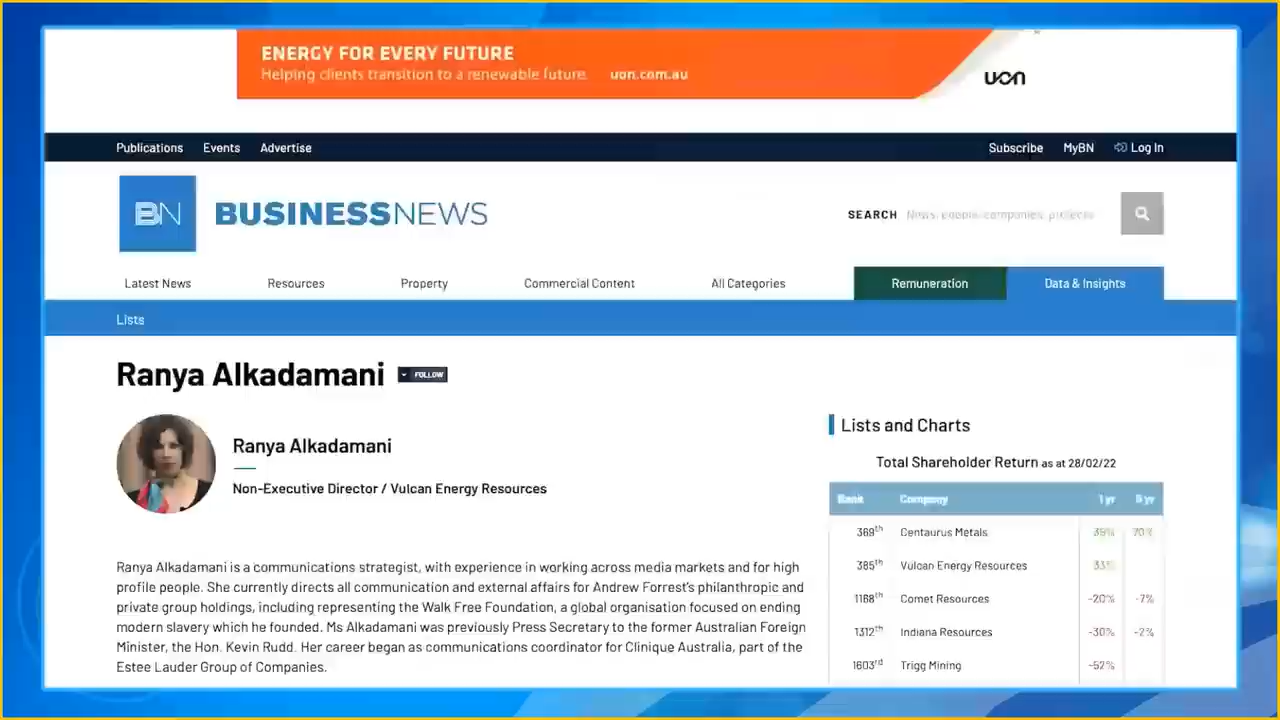 ENERGY FOR EVERY FUTURE
Helping clients transition to a renewable future. uon.com.au
uon
Publications Events Advertise Subscribe MyBN Log In
BN BUSINESSNEWS
SEARCH News, people, companies, projects
Latest News Resources Property Commercial Content All Categories Remuneration Data & Insights
Lists
Ranya Alkadamani FOLLOW
Ranya Alkadamani
Non-Executive Director / Vulcan Energy Resources
Ranya Alkadamani is a communications strategist, with experience in working across media markets and for high
profile people. She currently directs all communication and external affairs for Andrew Forrest's philanthropic and
private group holdings, including representing the Walk Free Foundation, a global organisation focused on ending
modern slavery which he founded. Ms Alkadamani was previously Press Secretary to the former Australian Foreign
Minister, the Hon. Kevin Rudd. Her career began as communications coordinator for Clinique Australia, part of the
Estee Lauder Group of Companies.
Lists and Charts
Total Shareholder Return as at 28/02/22
Rank Company 1 yr 5 yr
369th Centaurus Metals 39% 70%
385th Vulcan Energy Resources 33%
1168th Comet Resources -20% -7%
1312th Indiana Resources -30% -2%
1603rd Trigg Mining -52%